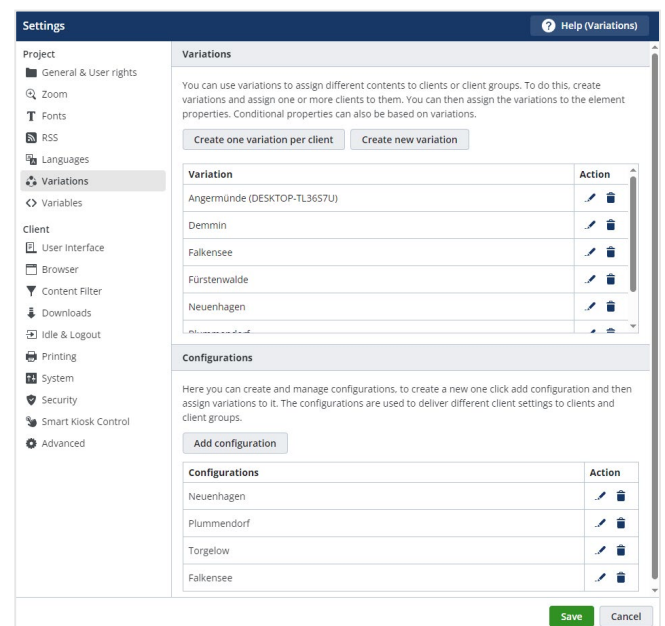 Settings
Help (Variations)
Project
General & User rights
Zoom
Fonts
RSS
Languages
Variations
Variables
Client
User Interface
Browser
Content Filter
Downloads
Idle & Logout
Printing
System
Security
Smart Kiosk Control
Advanced
Variations
You can use variations to assign different contents to clients or client groups. To do this, create
variations and assign one or more clients to them. You can then assign the variations to the element
properties. Conditional properties can also be based on variations.
Create one variation per client Create new variation
Variation Action
Angermünde (DESKTOP-TL36S7U)
Demmin
Falkensee
Fürstenwalde
Neuenhagen
Configurations
Here you can create and manage configurations, to create a new one click add configuration and then
assign variations to it. The configurations are used to deliver different client settings to clients and
client groups.
Add configuration
Configurations Action
Neuenhagen
Plummendorf
Torgelow
Falkensee
Save Cancel